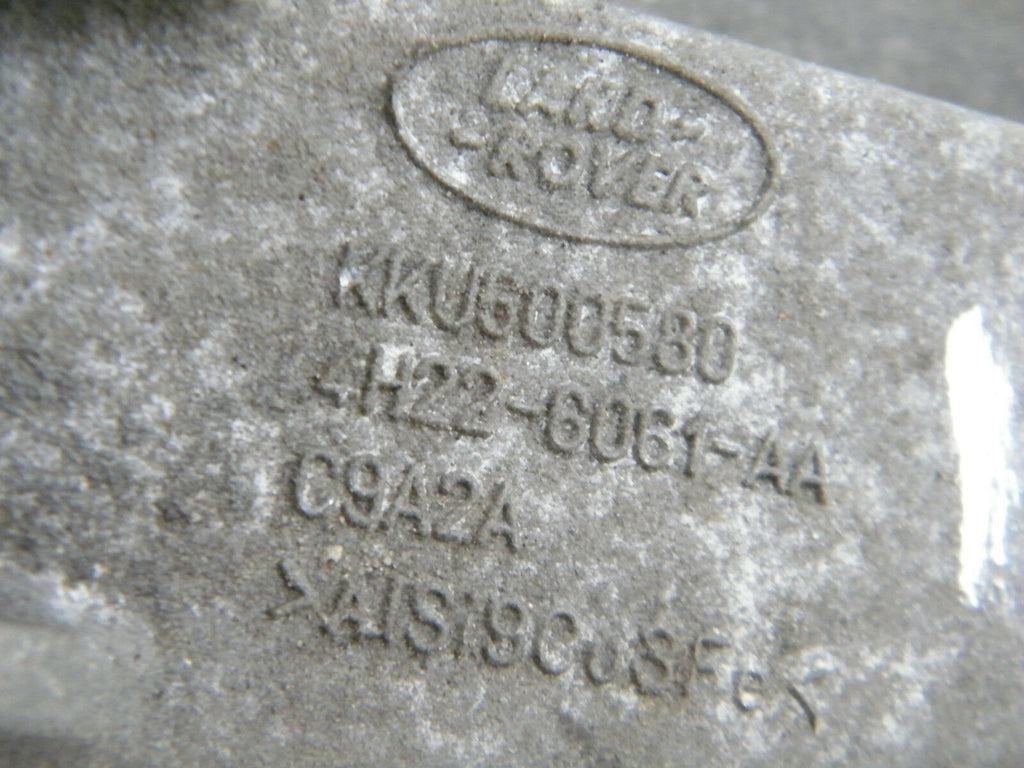 LAND-
-ROVER
KKU500580
4H22-6061-AA
C9A2A
>AlSi9Cu3Fe<